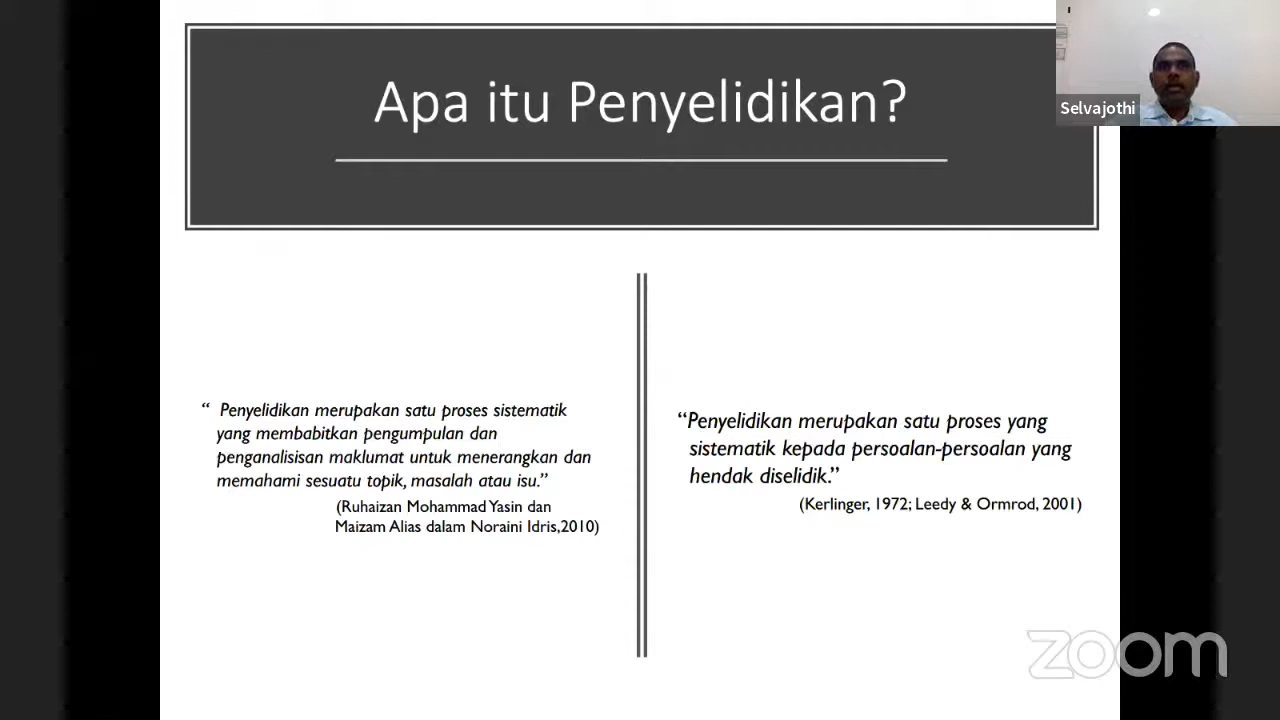 Apa itu Penyelidikan?
Selvajothi
“ Penyelidikan merupakan satu proses sistematik
yang membabitkan pengumpulan dan
penganalisisan maklumat untuk menerangkan dan
memahami sesuatu topik, masalah atau isu.”
(Ruhaizan Mohammad Yasin dan
Maizam Alias dalam Noraini Idris,2010)
“Penyelidikan merupakan satu proses yang
sistematik kepada persoalan-persoalan yang
hendak diselidik.”
(Kerlinger, 1972; Leedy & Ormrod, 2001)
zoom